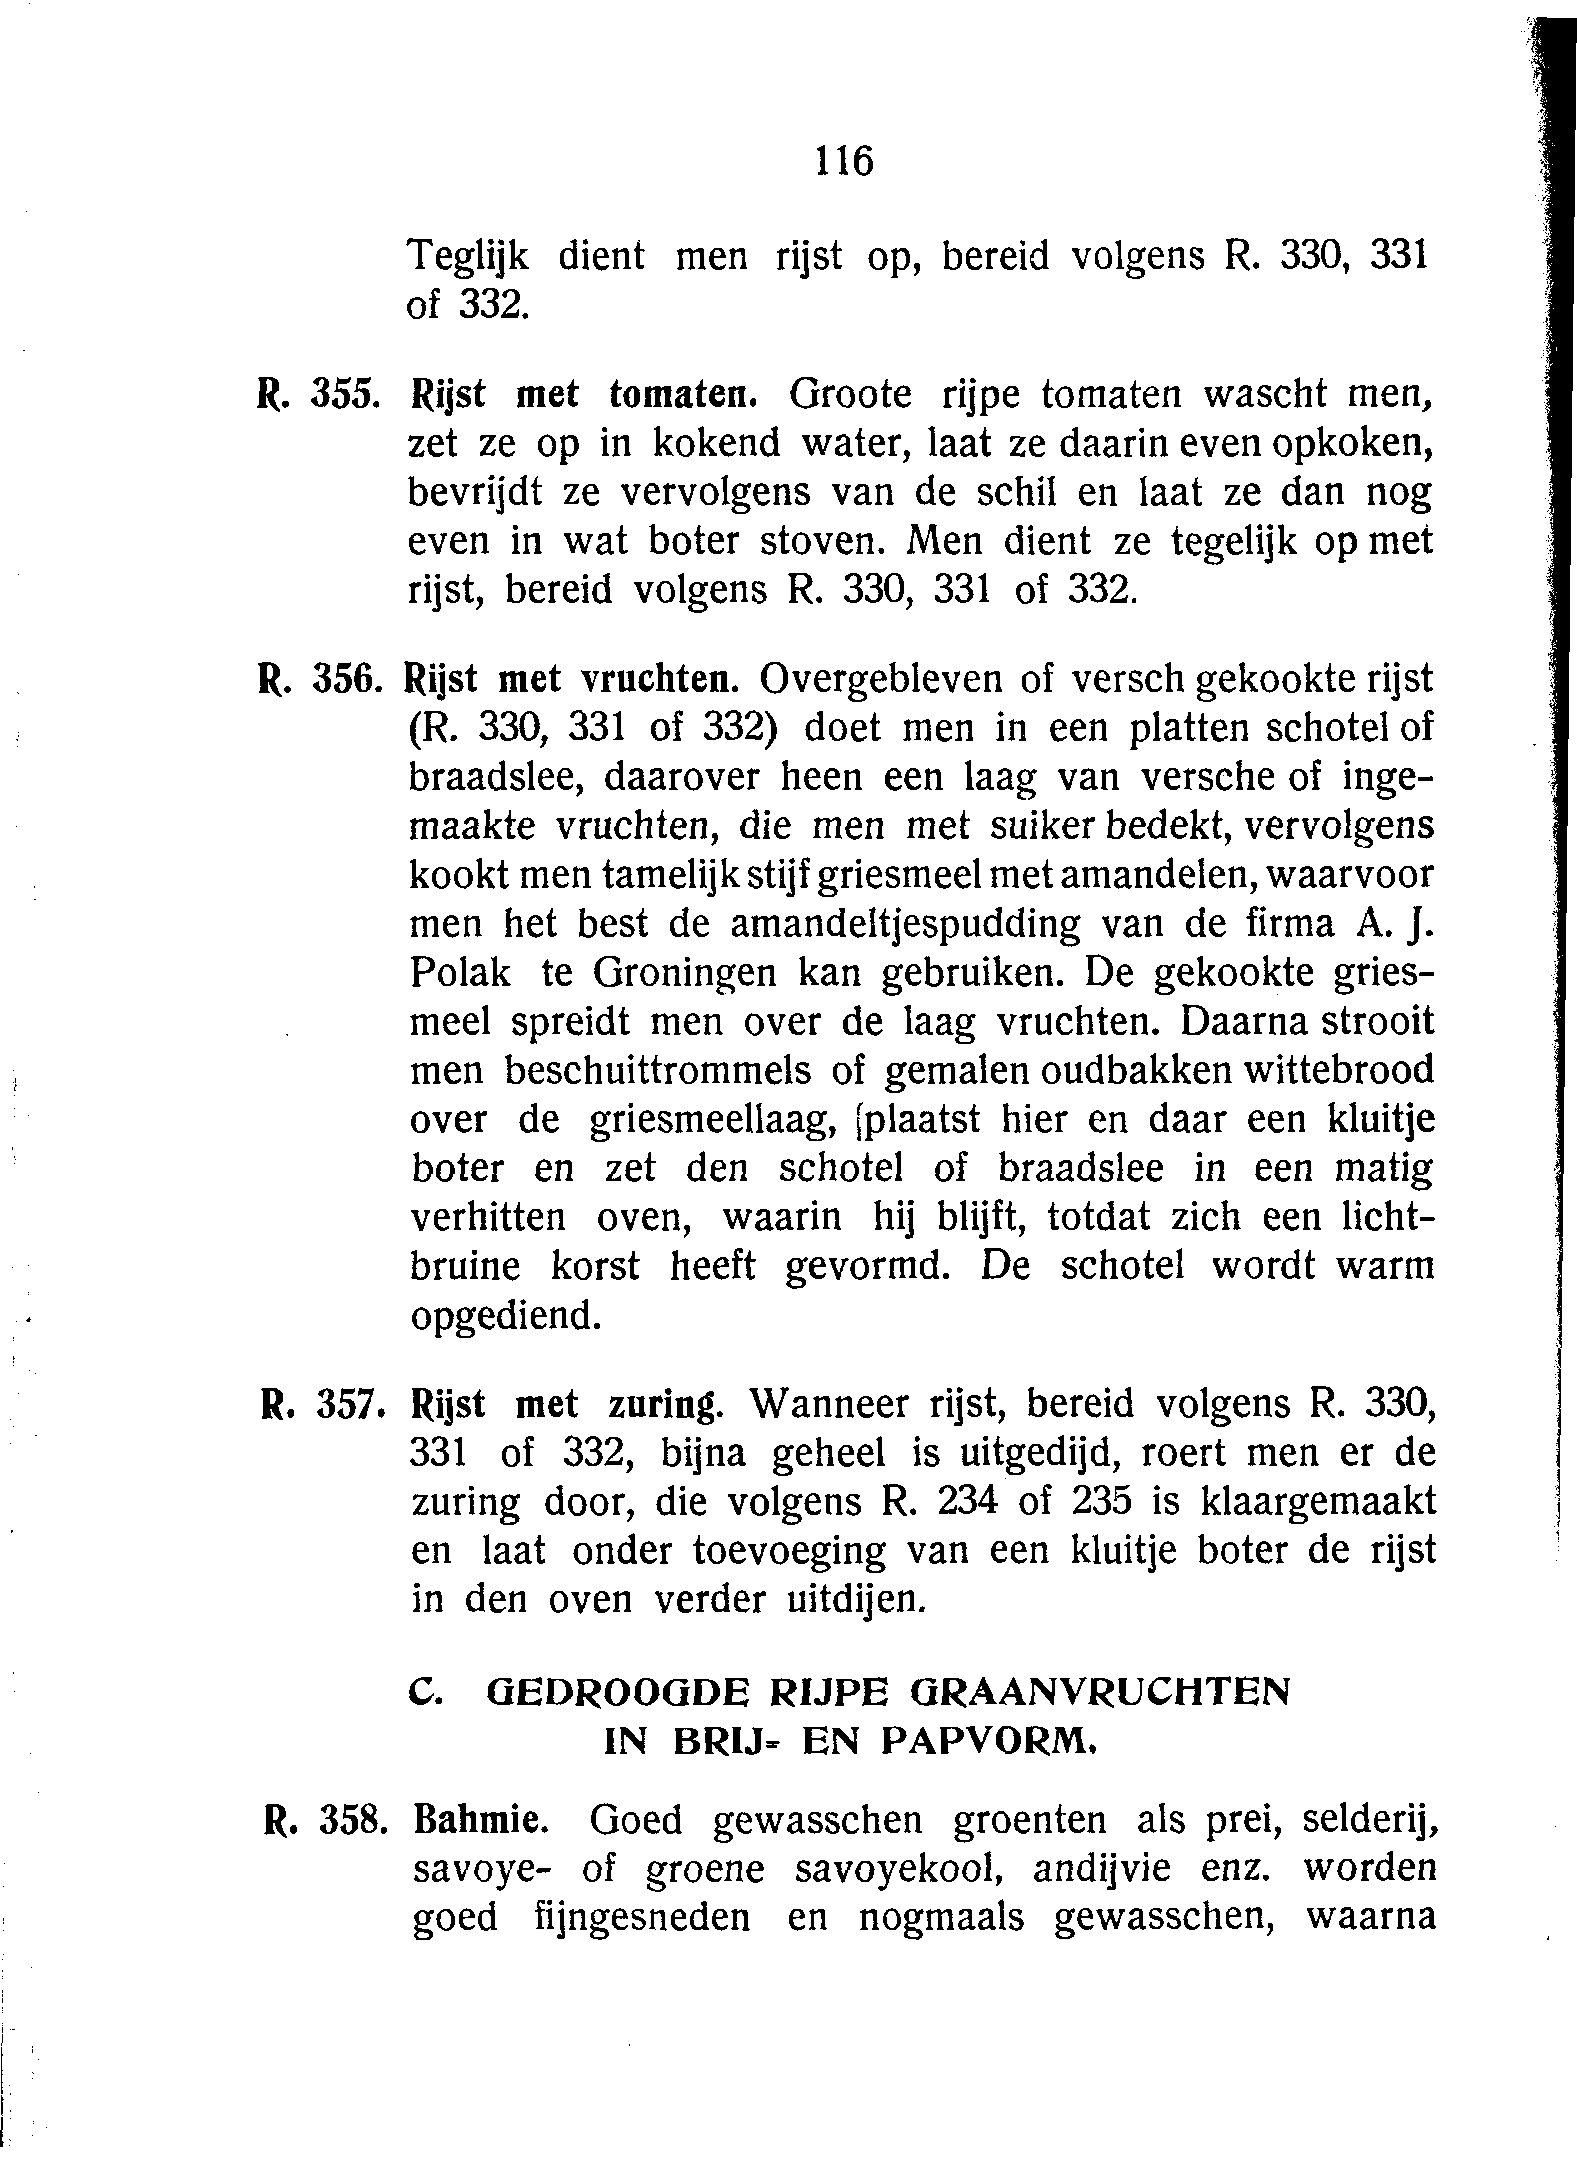 116
Teglijk dient men rijst op, bereid volgens R. 330, 331
of 332.
R. 355. Rijst met tomaten. Groote rijpe tomaten wascht men,
zet ze op in kokend water, laat ze daarin even opkoken,
bevrijdt ze vervolgens van de schil en laat ze dan nog
even in wat boter stoven. Men dient ze tegelijk op met
rijst, bereid volgens R. 330, 331 of 332.
R. 356. Rijst met vruchten. Overgebleven of versch gekookte rijst
(R. 330, 331 of 332) doet men in een platten schotel of
braadslee, daarover heen een laag van versche of inge-
maakte vruchten, die men met suiker bedekt, vervolgens
kookt men tamelijk stijf griesmeel met amandelen, waarvoor
men het best de amandeltjespudding van de firma A. J.
Polak te Groningen kan gebruiken. De gekookte gries-
meel spreidt men over de laag vruchten. Daarna strooit
men beschuittrommels of gemalen oudbakken wittebrood
over de griesmeellaag, [plaatst hier en daar een kluitje
boter en zet den schotel of braadslee in een matig
verhitten oven, waarin hij blijft, totdat zich een licht-
bruine korst heeft gevormd. De schotel wordt warm
opgediend.
R. 357. Rijst met zuring. Wanneer rijst, bereid volgens R. 330,
331 of 332, bijna geheel is uitgedijd, roert men er de
zuring door, die volgens R. 234 of 235 is klaargemaakt
en laat onder toevoeging van een kluitje boter de rijst
in den oven verder uitdijen.
C. GEDROOGDE RIJPE GRAANVRUCHTEN
IN BRIJ- EN PAPVORM.
R. 358. Bahmie. Goed gewasschen groenten als prei, selderij,
savoye- of groene savoyekool, andijvie enz. worden
goed fijngesneden en nogmaals gewasschen, waarna